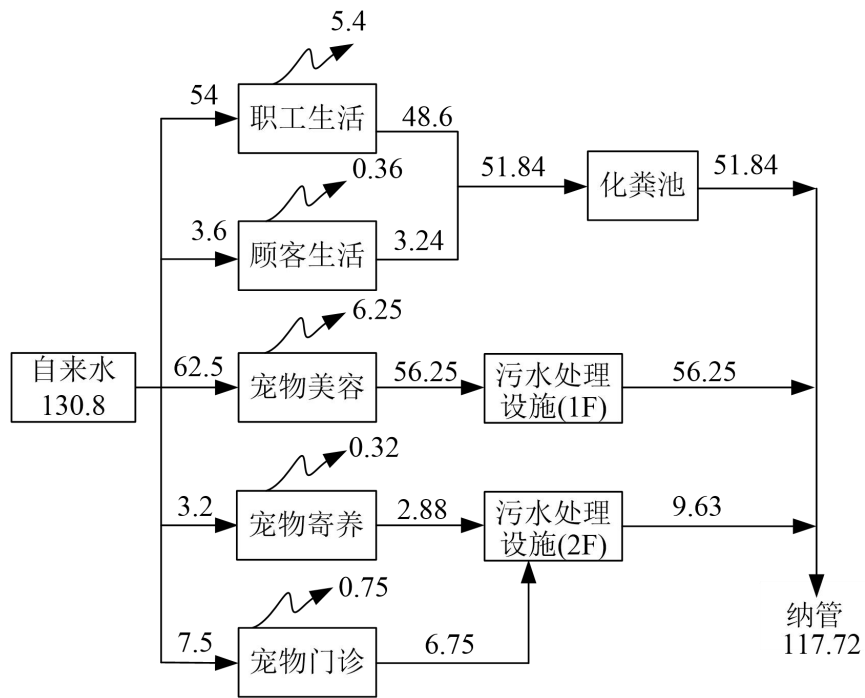 5.4
54
职工生活
48.6
0.36
51.84
化粪池
51.84
3.6
顾客生活
3.24
6.25
自来水
130.8
62.5
宠物美容
56.25
污水处理
设施(1F)
56.25
0.32
3.2
宠物寄养
2.88
污水处理
设施(2F)
9.63
0.75
7.5
宠物门诊
6.75
纳管
117.72